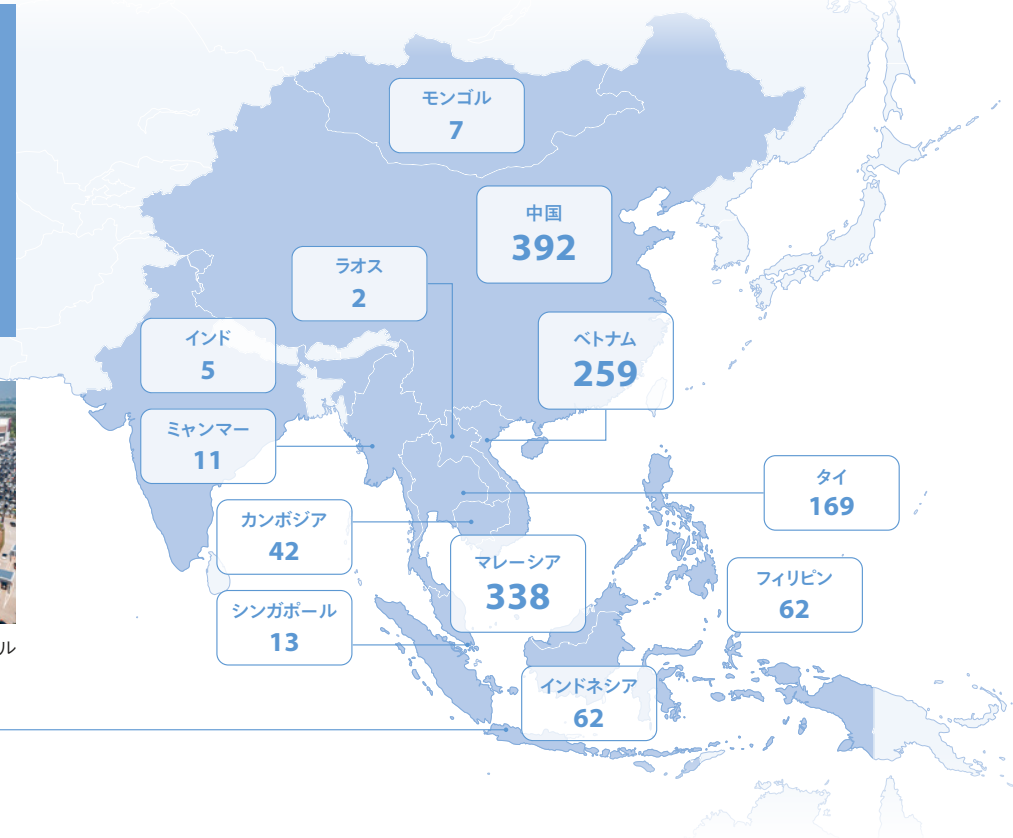 モンゴル
7
中国
392
ラオス
2
ベトナム
259
インド
5
ミャンマー
11
タイ
169
カンボジア
42
マレーシア
338
フィリピン
62
シンガポール
13
ル
インドネシア
62